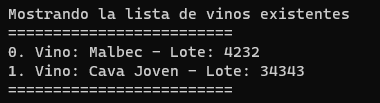 Mostrando la lista de vinos existentes
=========================
0. Vino: Malbec - Lote: 4232
1. Vino: Cava Joven - Lote: 34343
=========================